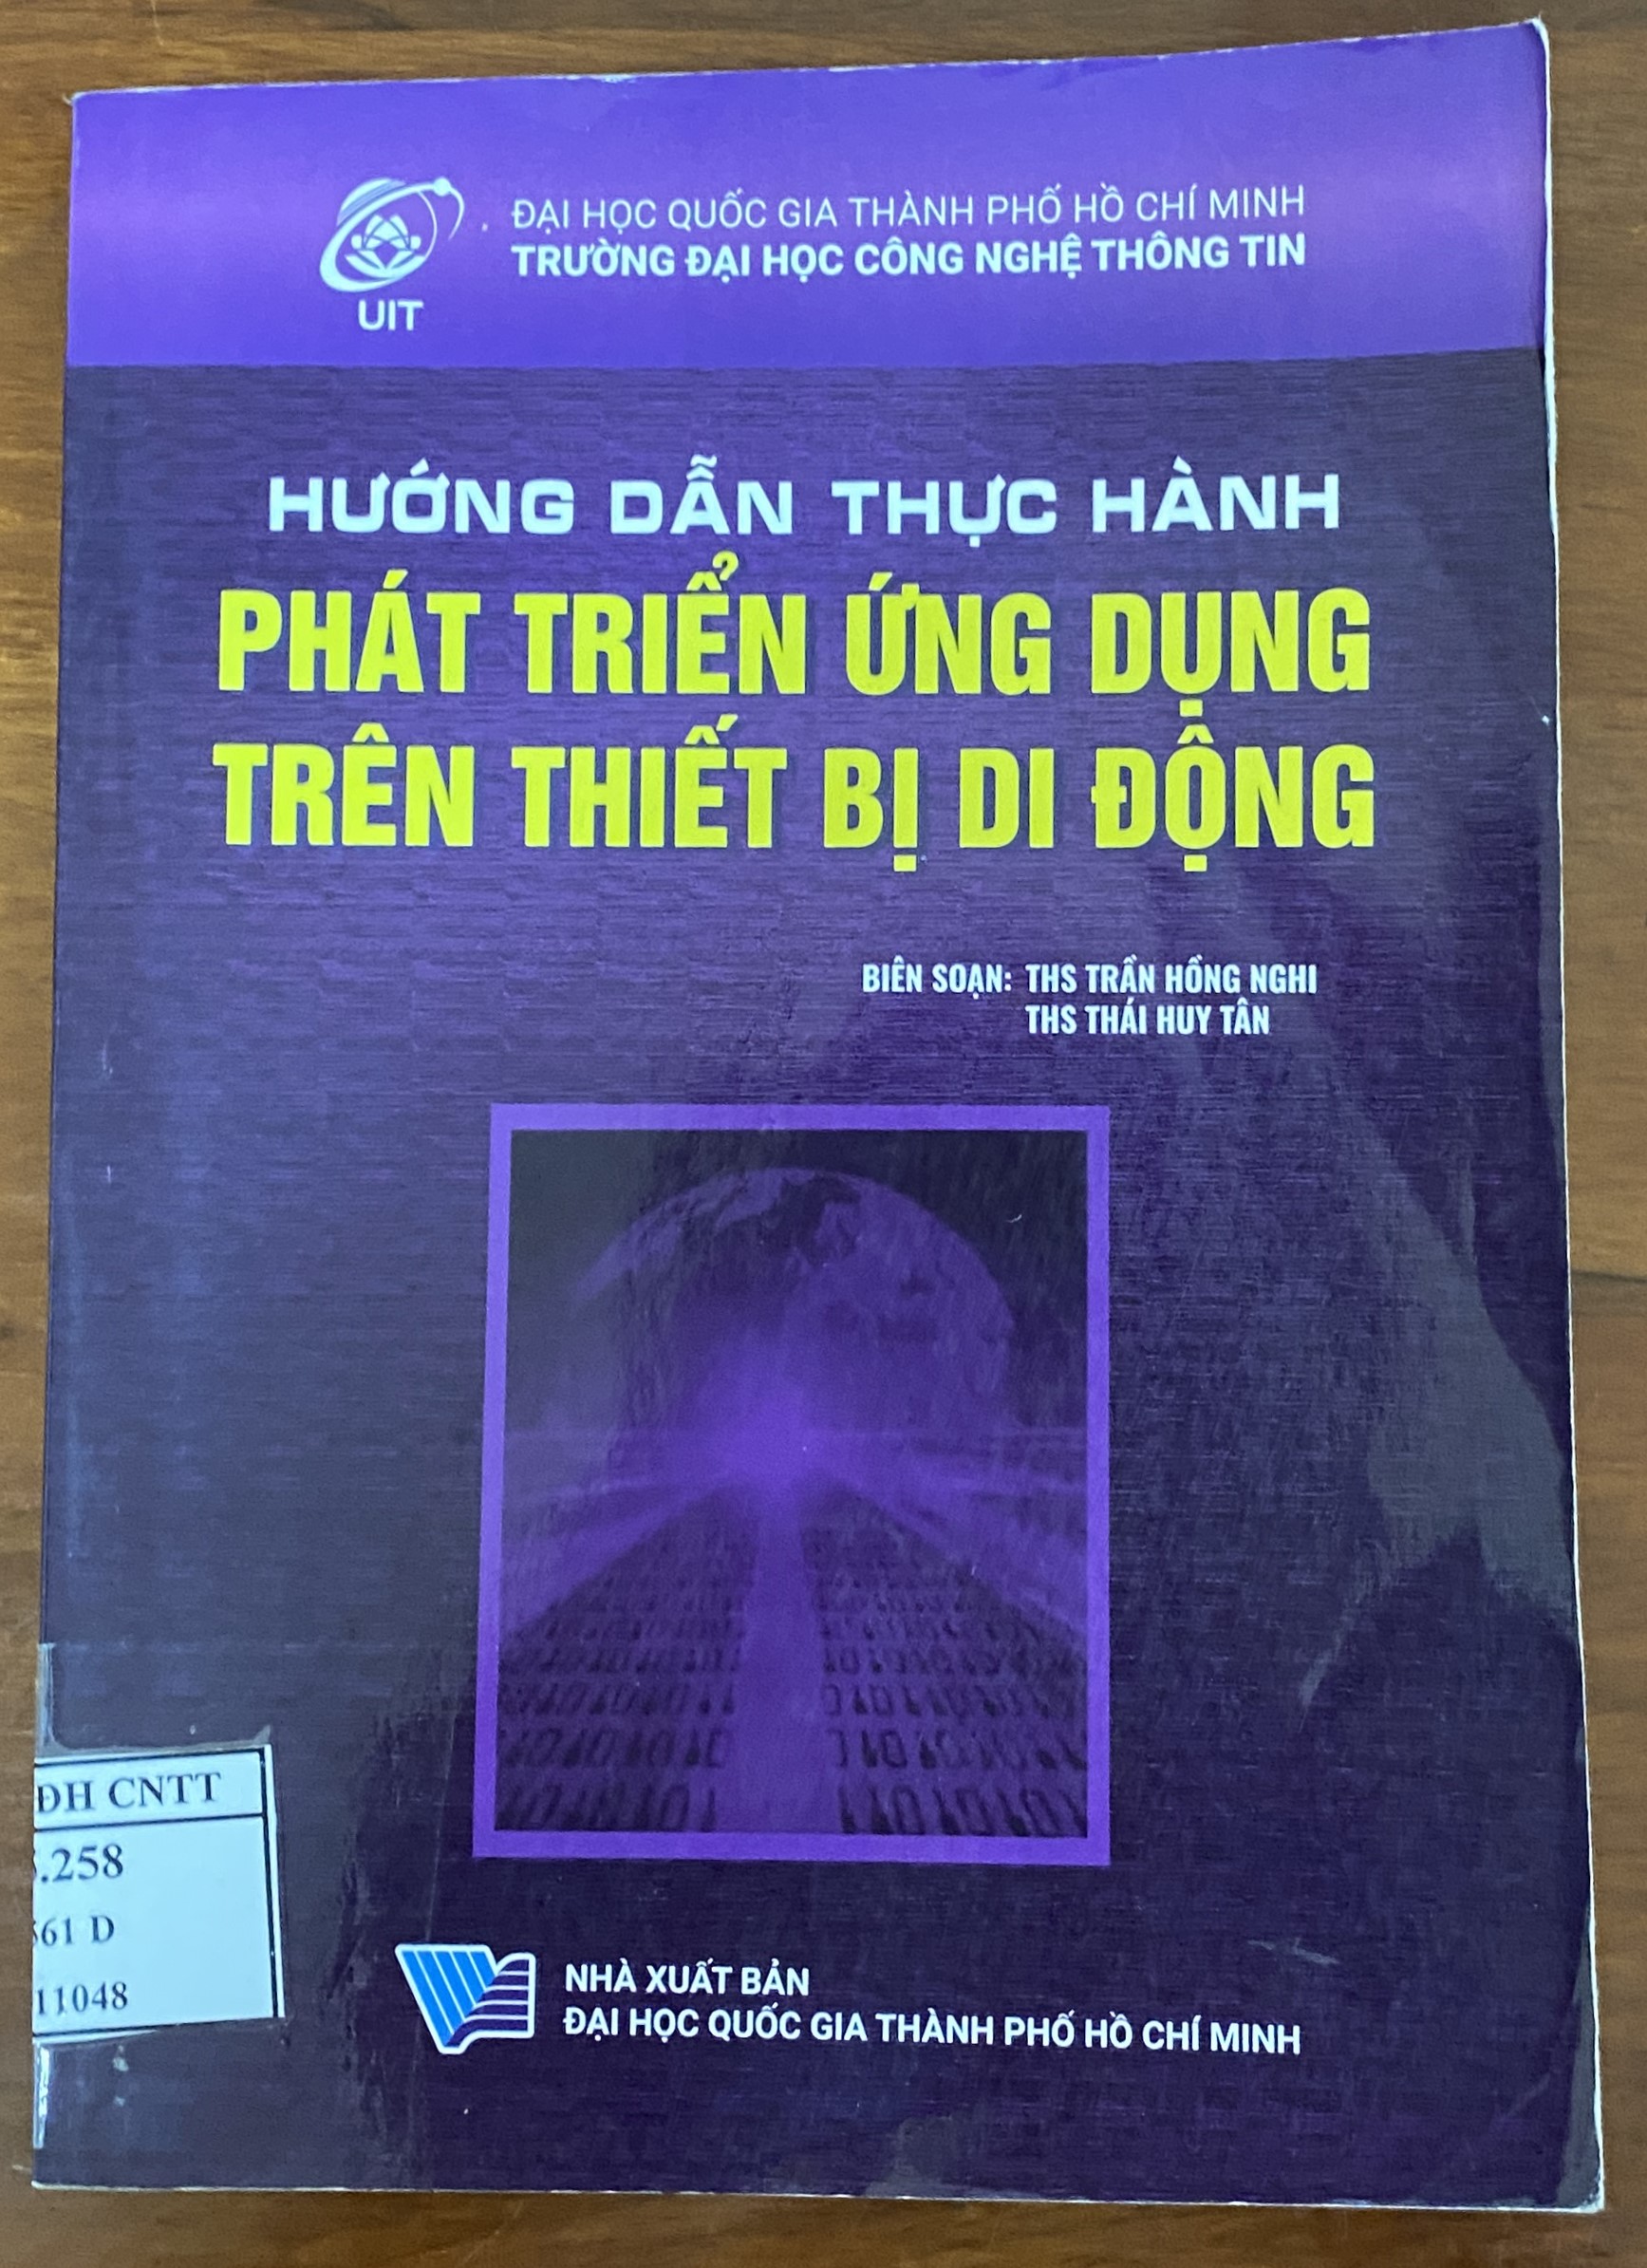 UIT
ĐẠI HỌC QUỐC GIA THÀNH PHỐ HỒ CHÍ MINH
TRƯỜNG ĐẠI HỌC CÔNG NGHỆ THÔNG TIN
HƯỚNG DẪN THỰC HÀNH
PHÁT TRIỂN ỨNG DỤNG
TRÊN THIẾT BỊ DI ĐỘNG
BIÊN SOẠN: THS TRẦN HỒNG NGHI
THS THÁI HUY TÂN
ĐH CNTT
.258
61 D
11048
NHÀ XUẤT BẢN
ĐẠI HỌC QUỐC GIA THÀNH PHỐ HỒ CHÍ MINH